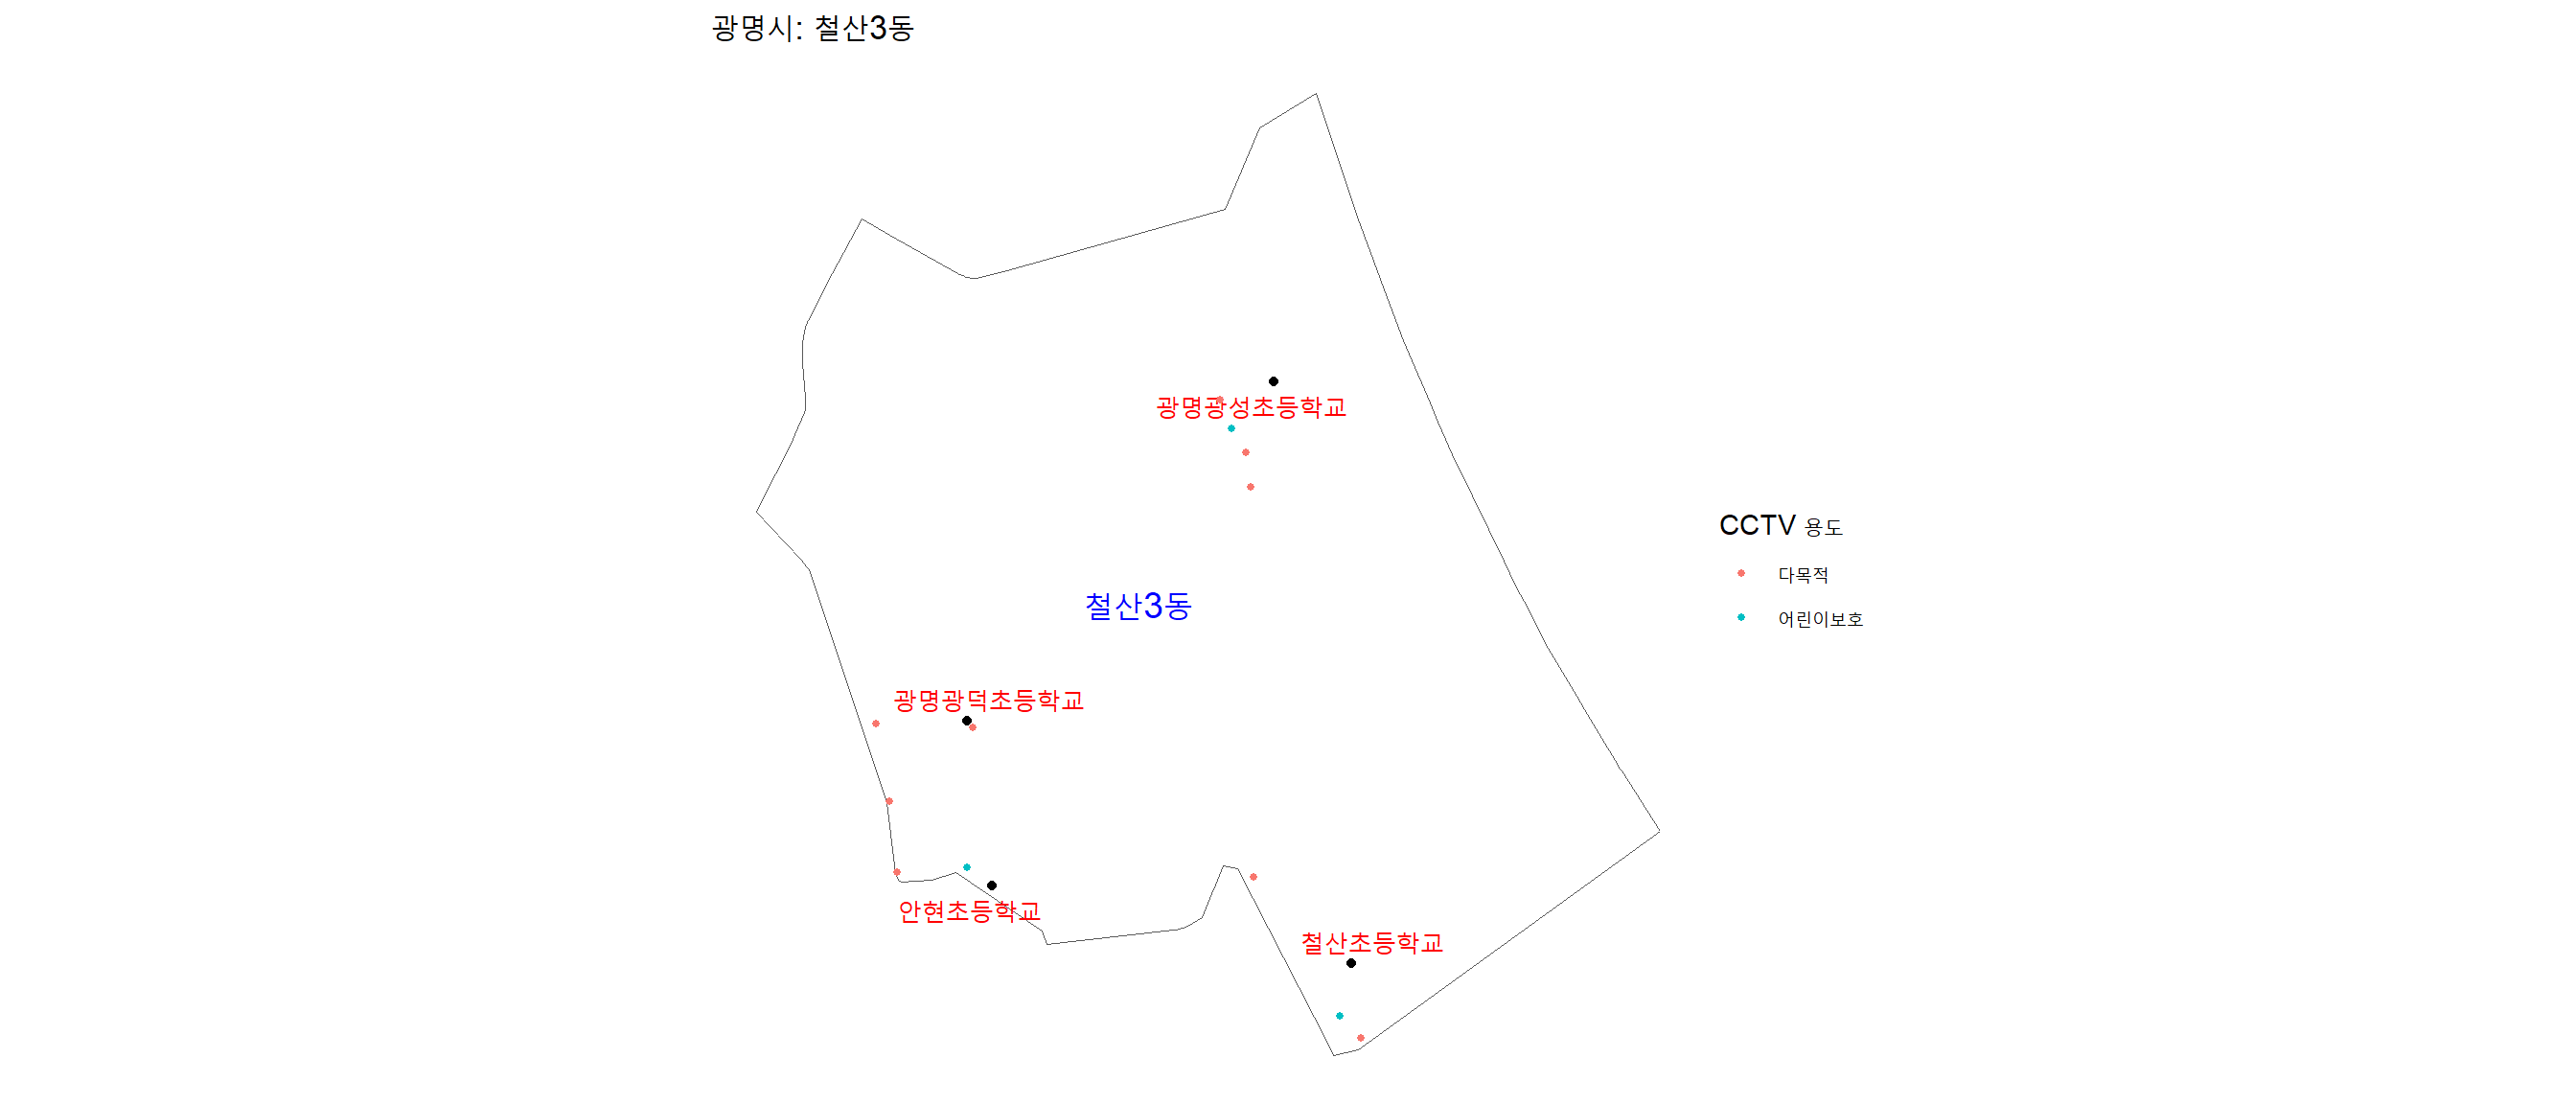 광명시: 철산3동
광명광성초등학교
CCTV 용도
다목적
철산3동
어린이보호
광명광덕초등학교
안현초등학교
철산초등학교